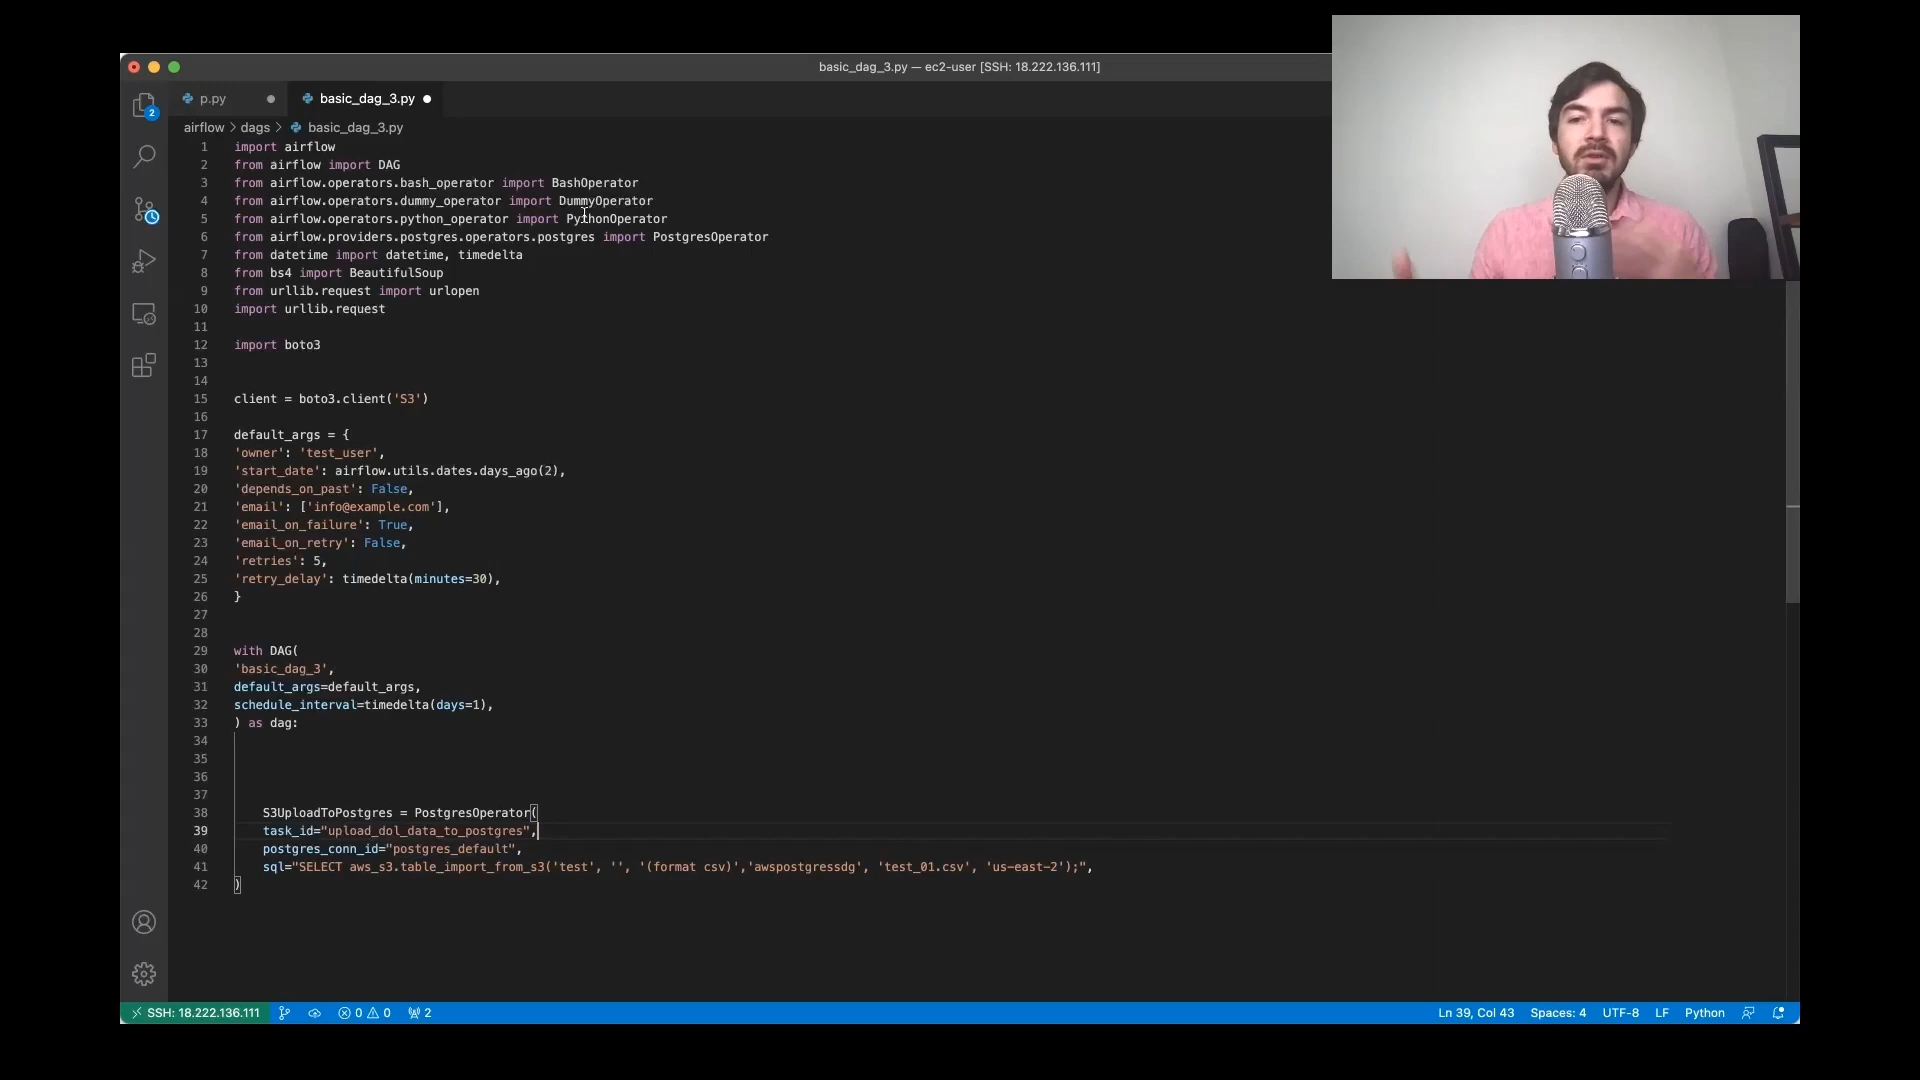 basic_dag_3.py — ec2-user [SSH: 18.222.136.111]
p.py
basic_dag_3.py
airflow > dags > basic_dag_3.py
2
1 import airflow
2 from airflow import DAG
3 from airflow.operators.bash_operator import BashOperator
4 from airflow.operators.dummy_operator import DummyOperator
5 from airflow.operators.python_operator import PythonOperator
6 from airflow.providers.postgres.operators.postgres import PostgresOperator
7 from datetime import datetime, timedelta
8 from bs4 import BeautifulSoup
9 from urllib.request import urlopen
10 import urllib.request
11
12 import boto3
13
14
15 client = boto3.client('S3')
16
17 default_args = {
18 'owner': 'test_user',
19 'start_date': airflow.utils.dates.days_ago(2),
20 'depends_on_past': False,
21 'email': ['info@example.com'],
22 'email_on_failure': True,
23 'email_on_retry': False,
24 'retries': 5,
25 'retry_delay': timedelta(minutes=30),
26 }
27
28
29 with DAG(
30 'basic_dag_3',
31 default_args=default_args,
32 schedule_interval=timedelta(days=1),
33 ) as dag:
34
35
36
37
38 S3UploadToPostgres = PostgresOperator(
39 task_id="upload_dol_data_to_postgres",
40 postgres_conn_id="postgres_default",
41 sql="SELECT aws_s3.table_import_from_s3('test', '', '(format csv)','awspostgressdg', 'test_01.csv', 'us-east-2');",
42 )
SSH: 18.222.136.111 0 0 2 Ln 39, Col 43 Spaces: 4 UTF-8 LF Python